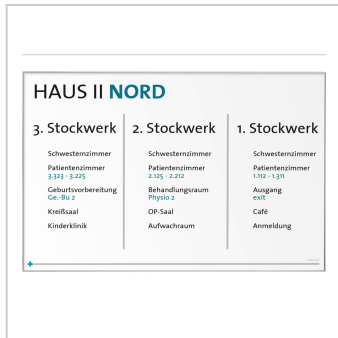 HAUS II NORD
3. Stockwerk
Schwesternzimmer
Patientenzimmer
3.323 - 3.225
Geburtsvorbereitung
Ge.-Bu 2
Kreißsaal
Kinderklinik
2. Stockwerk
Schwesternzimmer
Patientenzimmer
2.125 - 2.212
Behandlungsraum
Physio 2
OP-Saal
Aufwachraum
1. Stockwerk
Schwesternzimmer
Patientenzimmer
1.112 - 1.311
Ausgang
exit
Café
Anmeldung